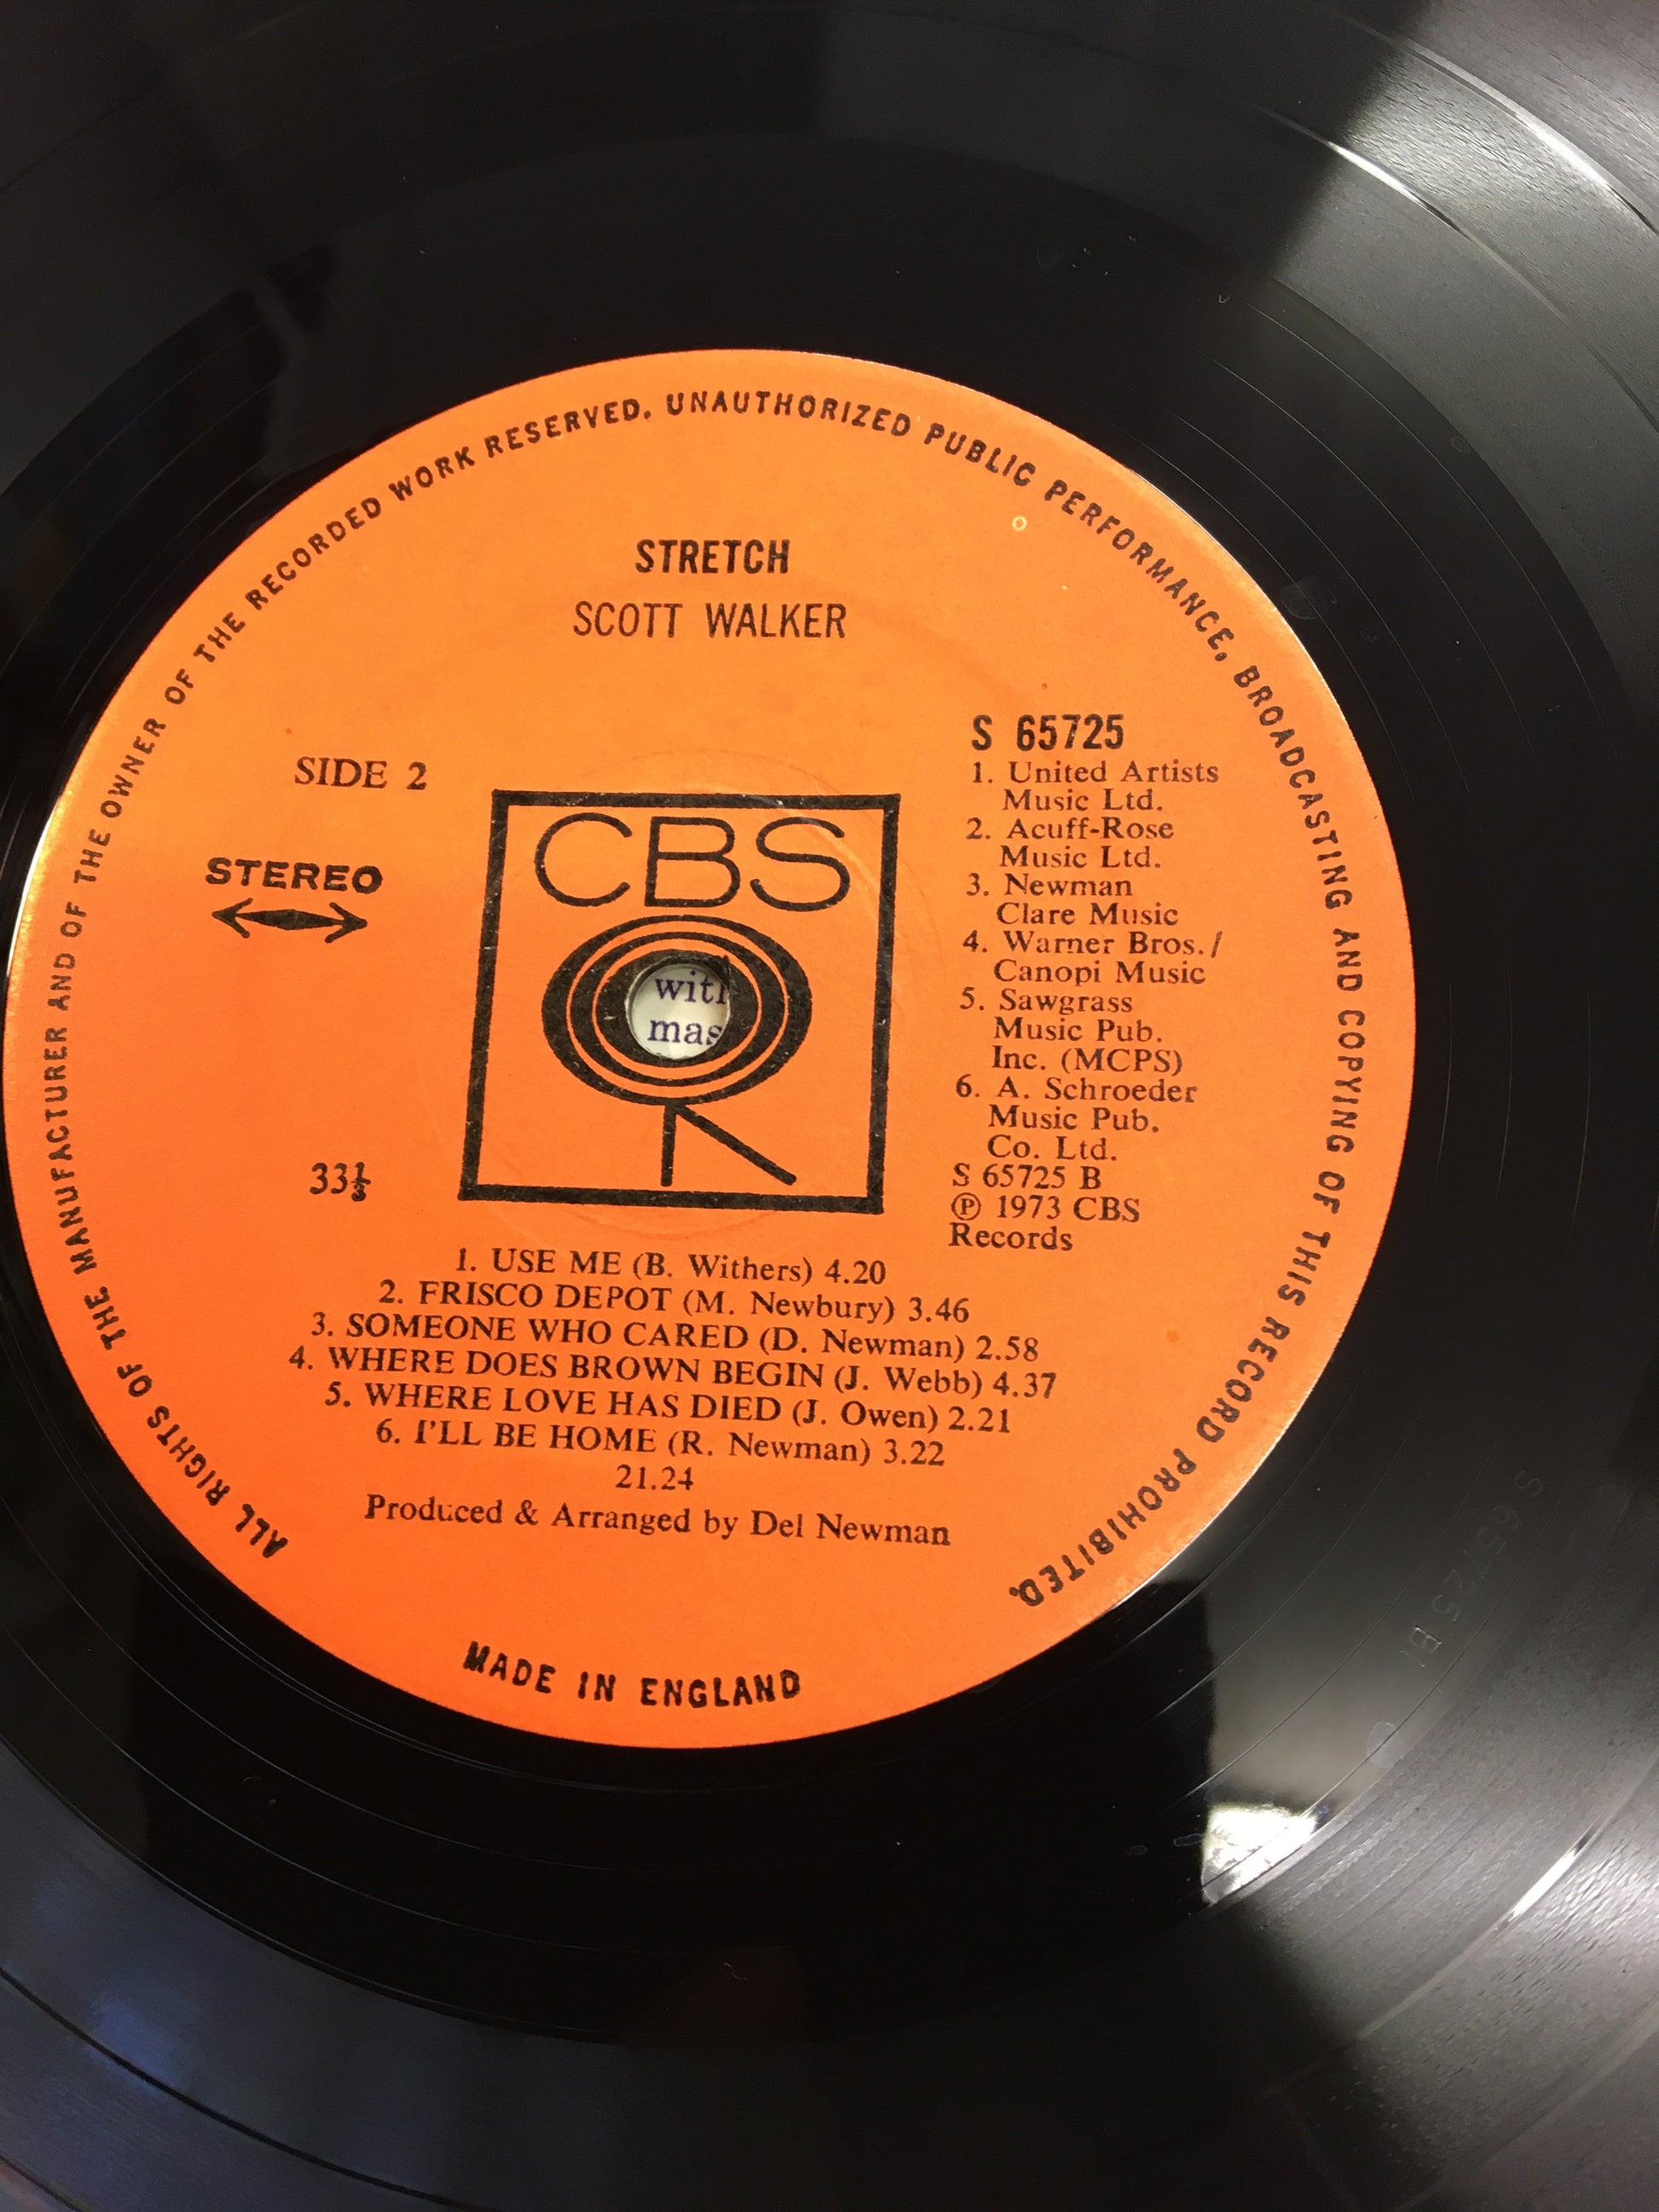 ALL RIGHTS OF THE MANUFACTURER AND OF THE OWNER OF THE RECORDED WORK RESERVED. UNAUTHORIZED PUBLIC PERFORMANCE, BROADCASTING AND COPYING OF THIS RECORD PROHIBITED.
STRETCH
SCOTT WALKER
SIDE 2
STEREO
33⅓
CBS
with
mas
S 65725
1. United Artists
Music Ltd.
2. Acuff-Rose
Music Ltd.
3. Newman
Clare Music
4. Warner Bros./
Canopi Music
5. Sawgrass
Music Pub.
Inc. (MCPS)
6. A. Schroeder
Music Pub.
Co. Ltd.
S 65725 B
℗ 1973 CBS
Records
1. USE ME (B. Withers) 4.20
2. FRISCO DEPOT (M. Newbury) 3.46
3. SOMEONE WHO CARED (D. Newman) 2.58
4. WHERE DOES BROWN BEGIN (J. Webb) 4.37
5. WHERE LOVE HAS DIED (J. Owen) 2.21
6. I'LL BE HOME (R. Newman) 3.22
21.24
Produced & Arranged by Del Newman
MADE IN ENGLAND
S 65725 B1